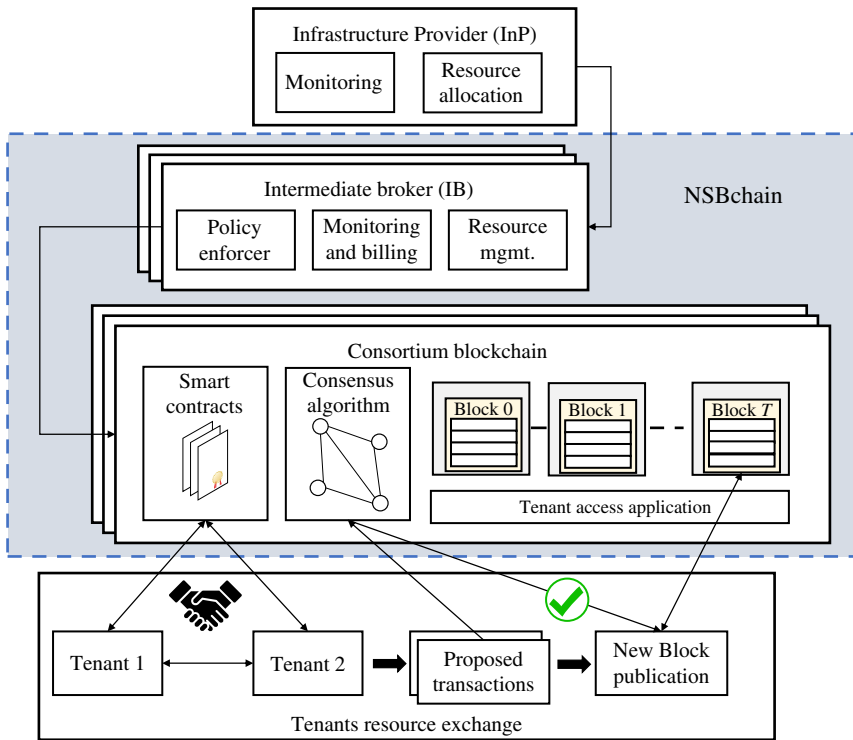 Infrastructure Provider (InP)
Monitoring
Resource
allocation
NSBchain
Intermediate broker (IB)
Policy
enforcer
Monitoring
and billing
Resource
mgmt.
Consortium blockchain
Smart
contracts
Consensus
algorithm
Block 0
Block 1
Block T
Tenant access application
Tenant 1
Tenant 2
Proposed
transactions
New Block
publication
Tenants resource exchange